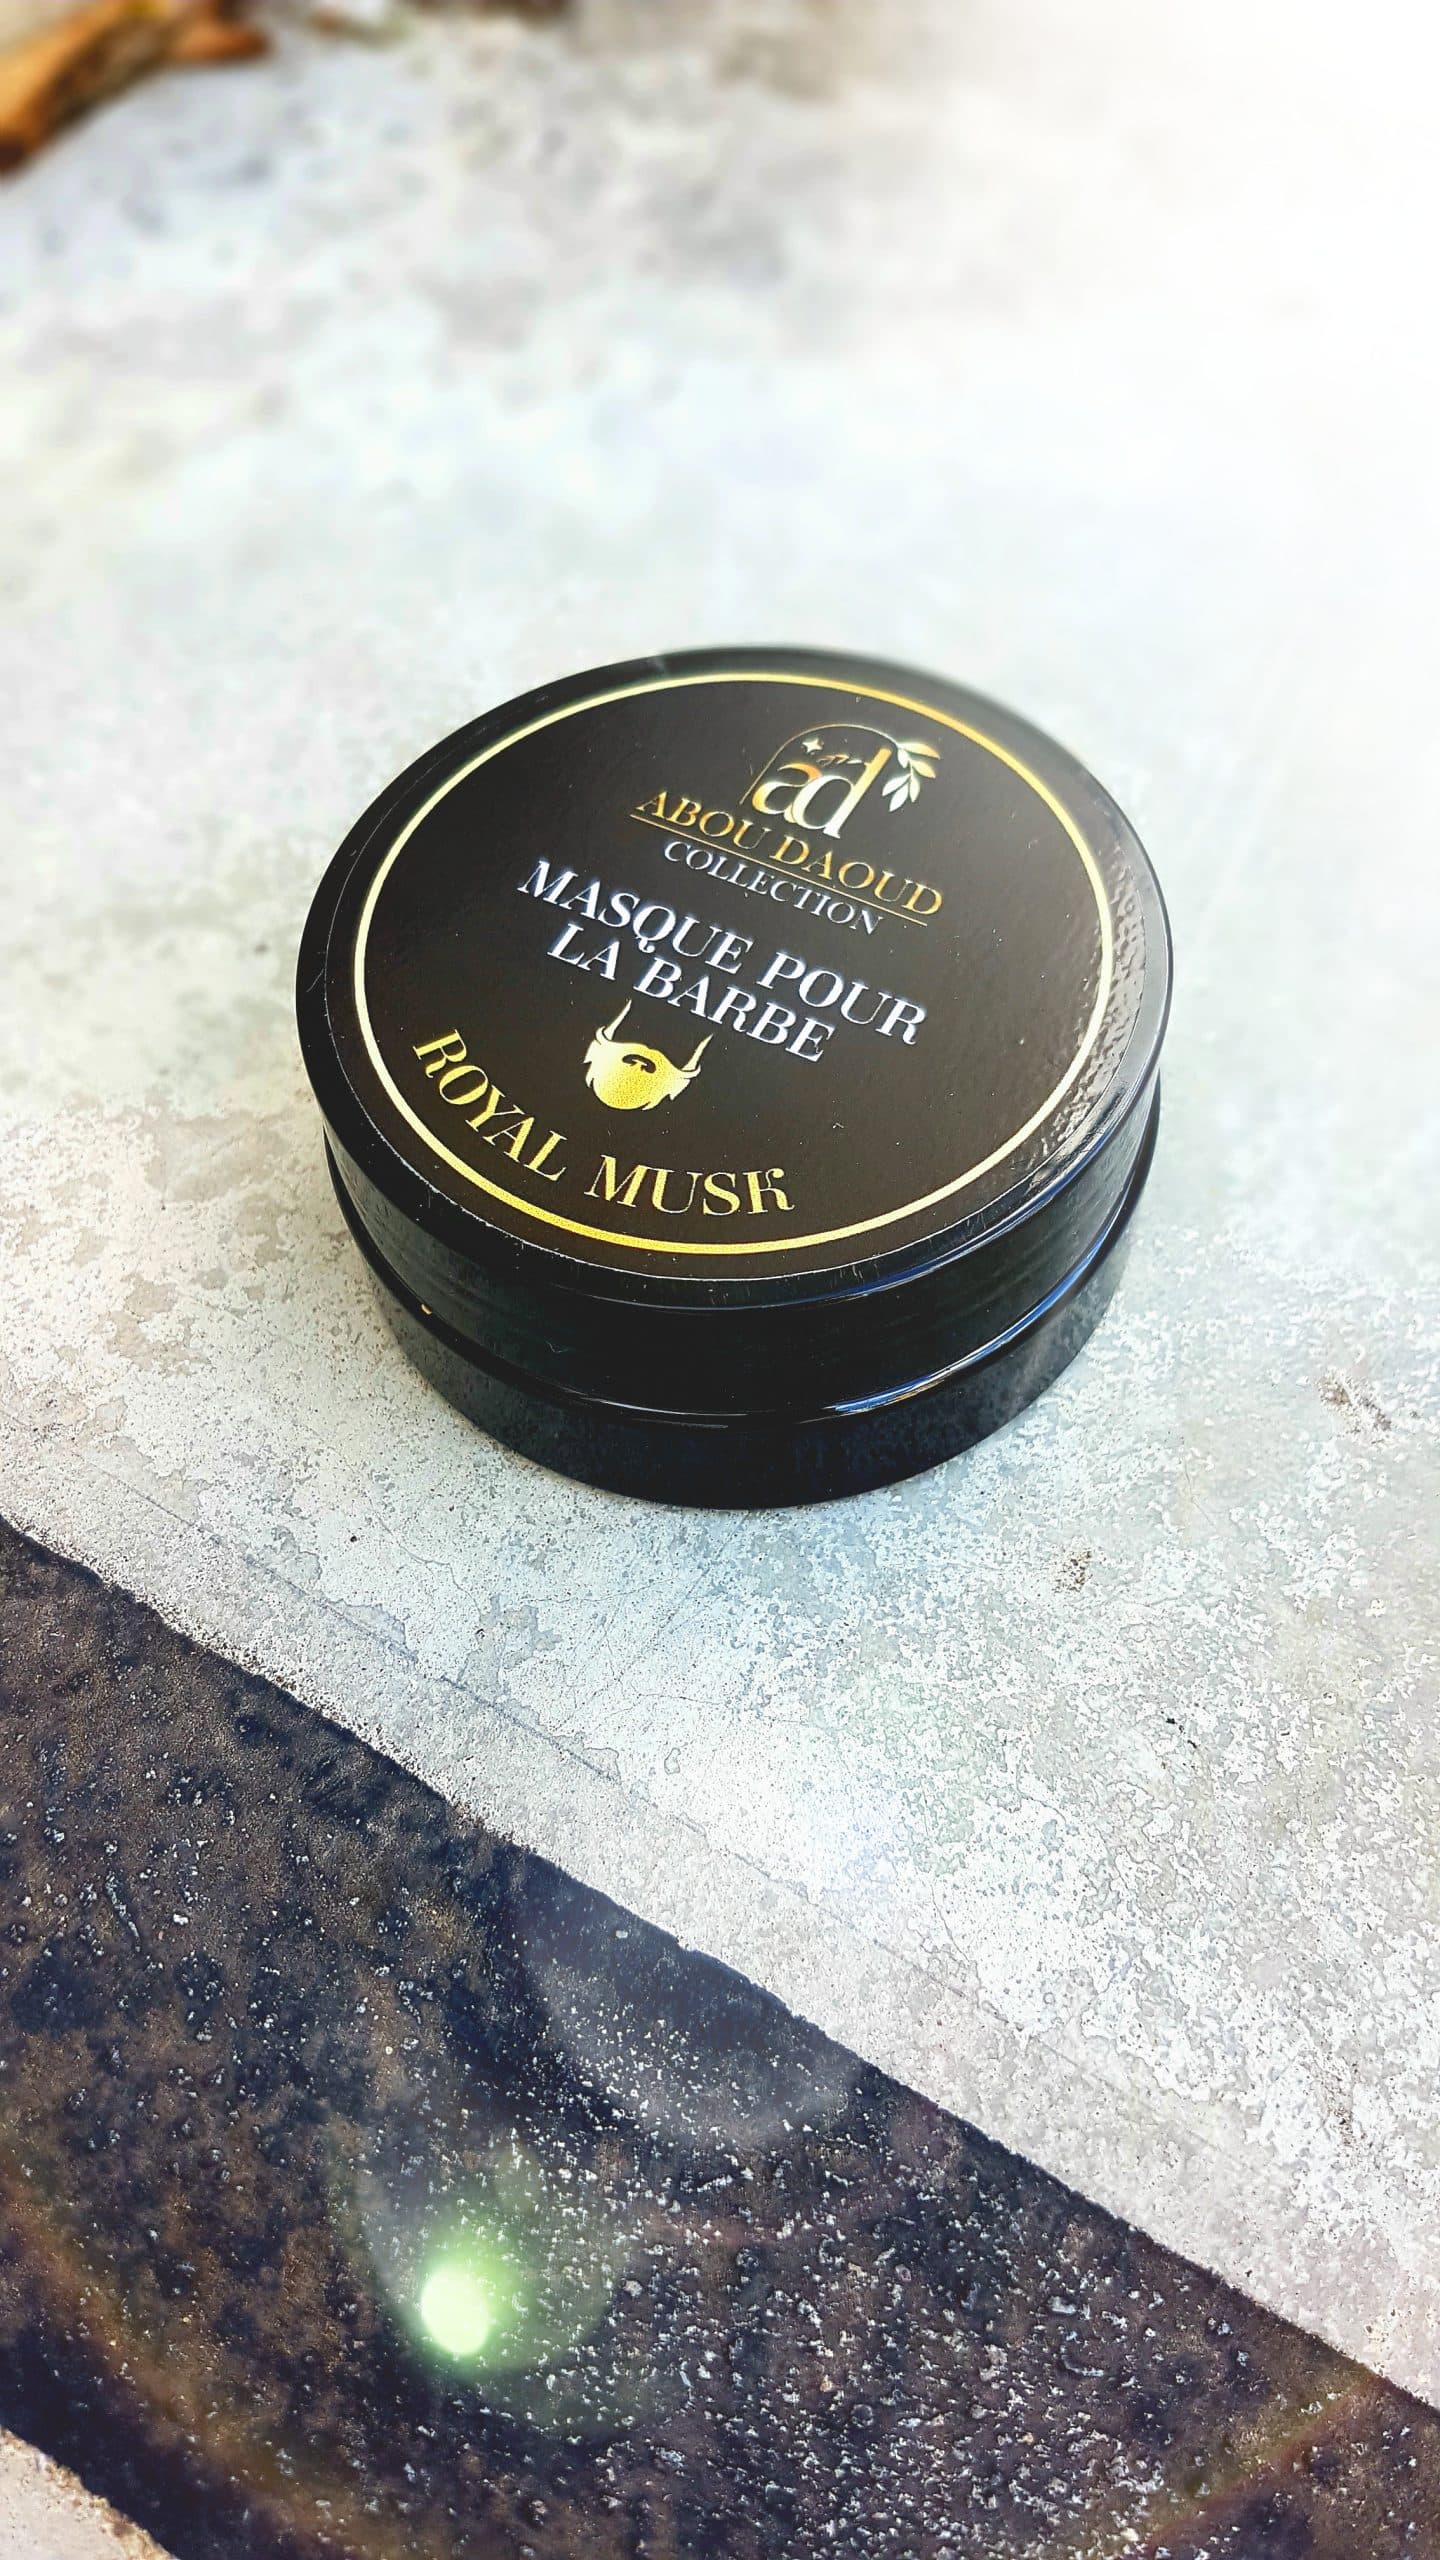 ad
ABOU DAOUD
COLLECTION
MASQUE POUR
LA BARBE
ROYAL MUSK